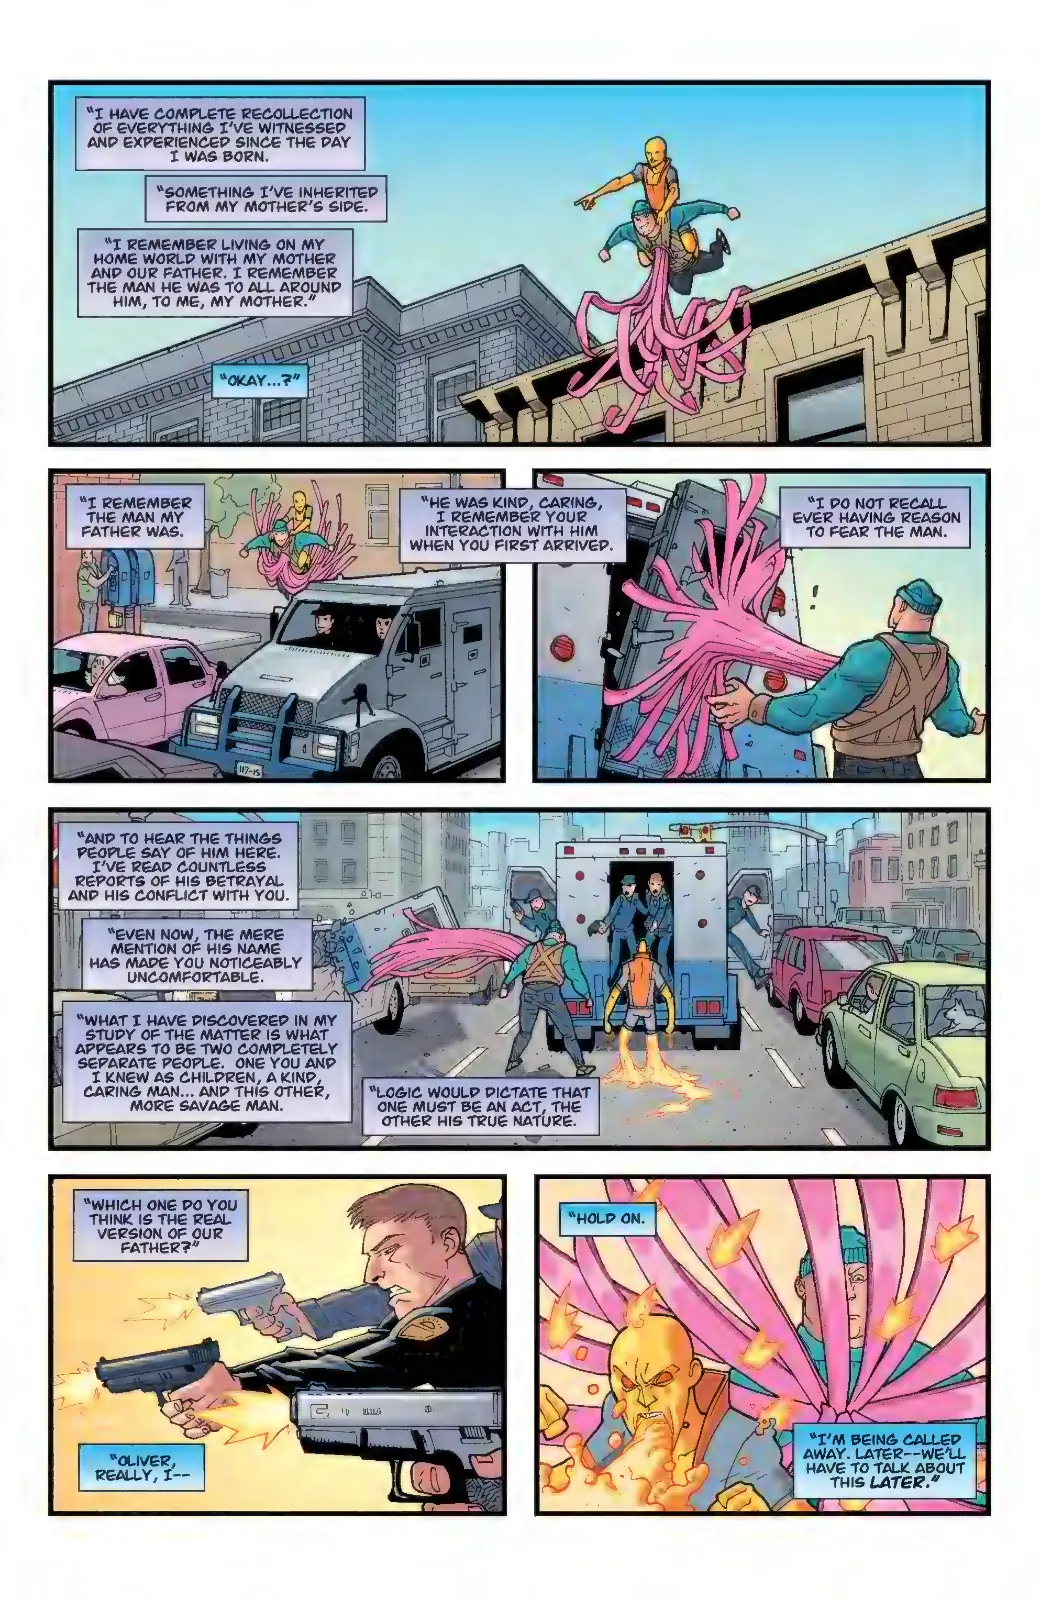 "I HAVE COMPLETE RECOLLECTION
OF EVERYTHING I'VE WITNESSED
AND EXPERIENCED SINCE THE DAY
I WAS BORN.
"SOMETHING I'VE INHERITED
FROM MY MOTHER'S SIDE.
"I REMEMBER LIVING ON MY
HOME WORLD WITH MY MOTHER
AND OUR FATHER. I REMEMBER
THE MAN HE WAS TO ALL AROUND
HIM, TO ME, MY MOTHER."
"OKAY...?"
"I REMEMBER
THE MAN MY
FATHER WAS.
"HE WAS KIND, CARING,
I REMEMBER YOUR
INTERACTION WITH HIM
WHEN YOU FIRST ARRIVED.
117-15
"I DO NOT RECALL
EVER HAVING REASON
TO FEAR THE MAN.
"AND TO HEAR THE THINGS
PEOPLE SAY OF HIM HERE.
I'VE READ COUNTLESS
REPORTS OF HIS BETRAYAL
AND HIS CONFLICT WITH YOU.
"EVEN NOW, THE MERE
MENTION OF HIS NAME
HAS MADE YOU NOTICEABLY
UNCOMFORTABLE.
"WHAT I HAVE DISCOVERED IN MY
STUDY OF THE MATTER IS WHAT
APPEARS TO BE TWO COMPLETELY
SEPARATE PEOPLE. ONE YOU AND
I KNEW AS CHILDREN, A KIND,
CARING MAN... AND THIS OTHER,
MORE SAVAGE MAN.
"LOGIC WOULD DICTATE THAT
ONE MUST BE AN ACT, THE
OTHER HIS TRUE NATURE.
"WHICH ONE DO YOU
THINK IS THE REAL
VERSION OF OUR
FATHER?"
"OLIVER,
REALLY, I--
"HOLD ON.
"I'M BEING CALLED
AWAY. LATER--WE'LL
HAVE TO TALK ABOUT
THIS LATER."